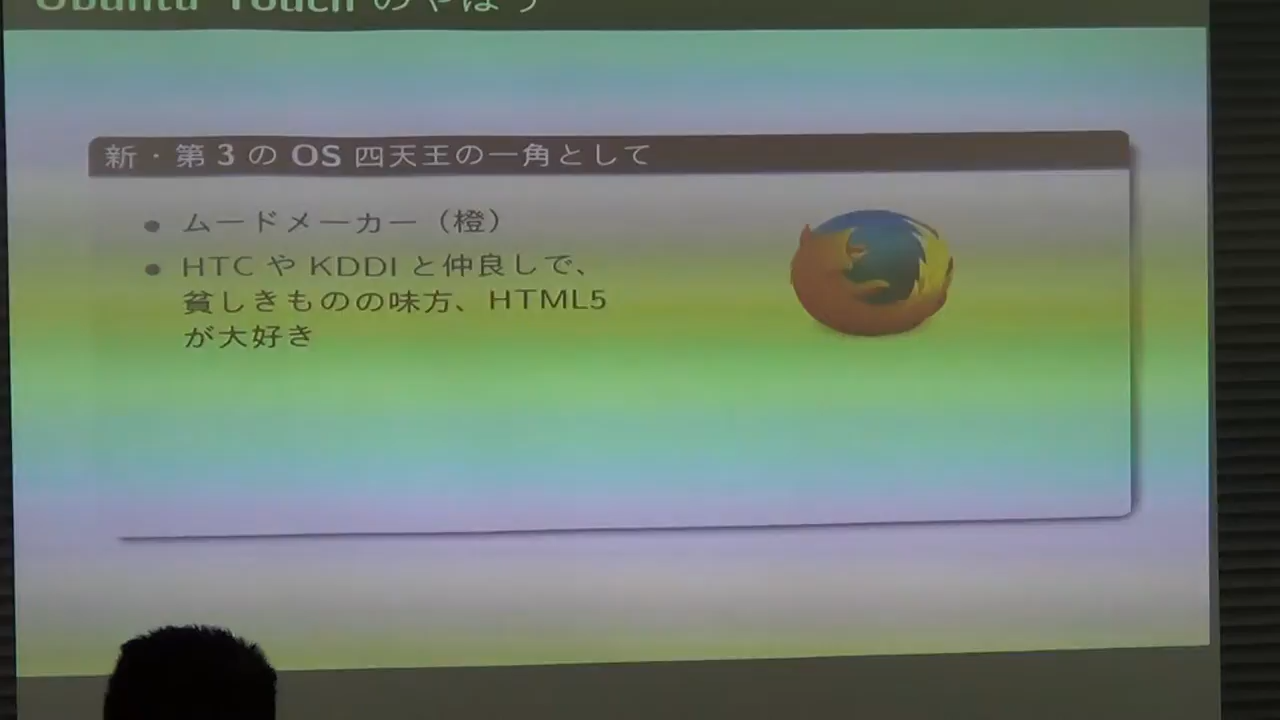 Ubuntu Touch のやぼう
新・第 3 の OS 四天王の一角として
ムードメーカー（橙）
HTC や KDDI と仲良しで、
貧しきものの味方、HTML5
が大好き